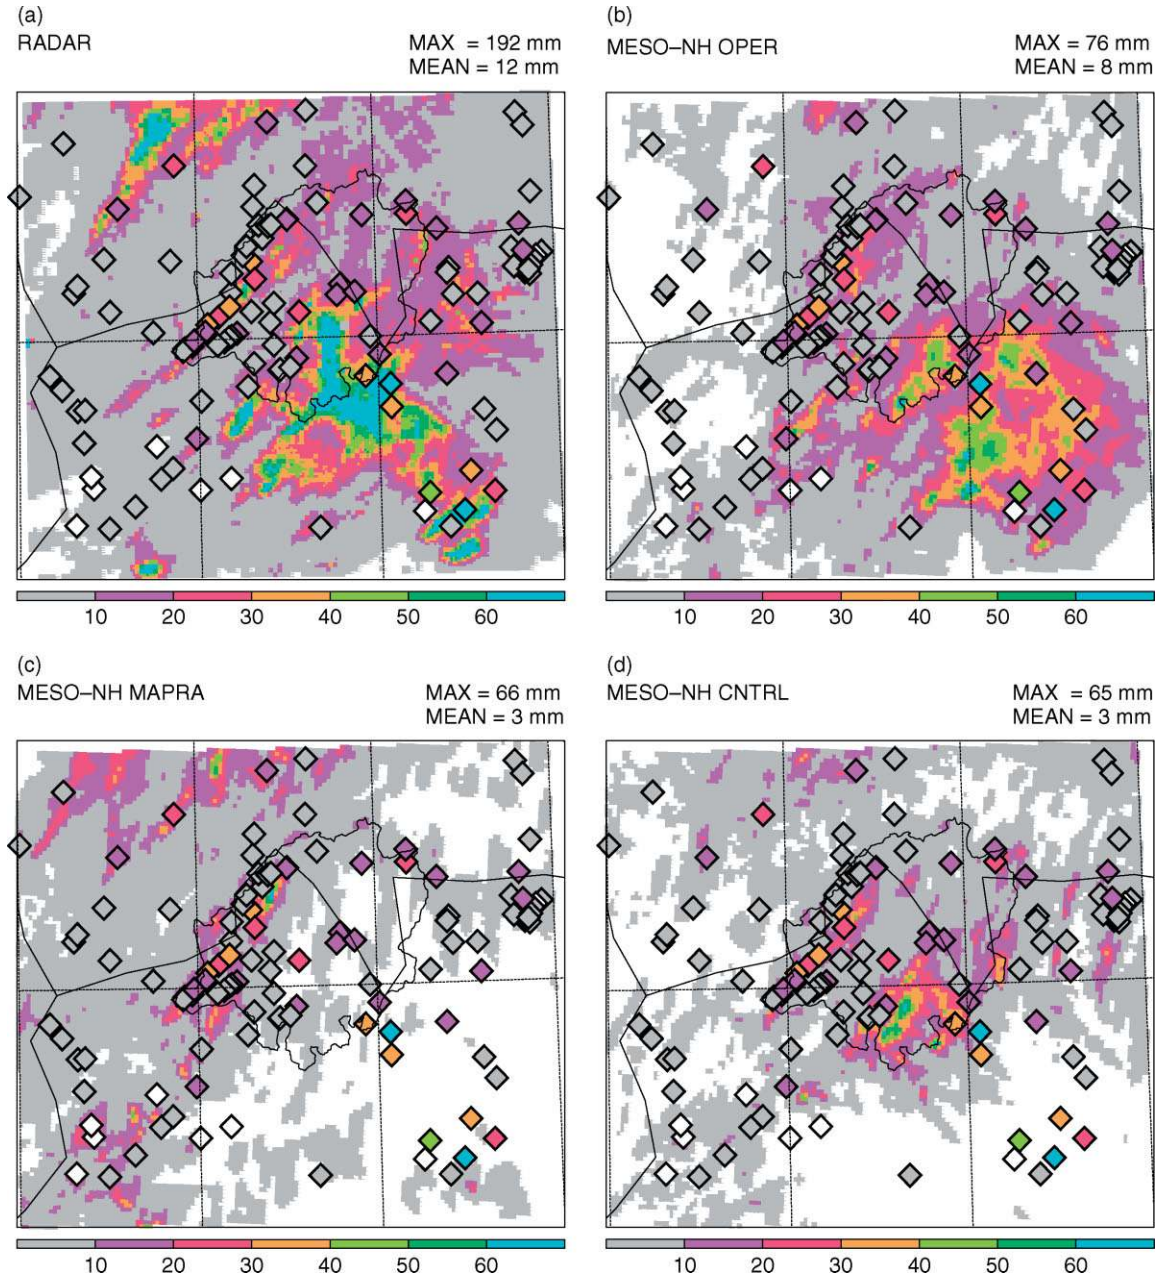 (a)
RADAR
MAX = 192 mm
MEAN = 12 mm
(b)
MESO–NH OPER
MAX = 76 mm
MEAN = 8 mm
10 20 30 40 50 60
10 20 30 40 50 60
(c)
MESO–NH MAPRA
MAX = 66 mm
MEAN = 3 mm
(d)
MESO–NH CNTRL
MAX = 65 mm
MEAN = 3 mm
10 20 30 40 50 60
10 20 30 40 50 60